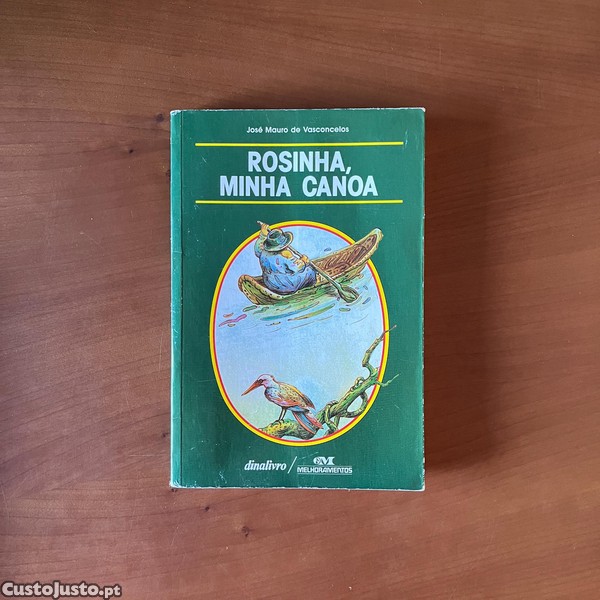 José Mauro de Vasconcelos
ROSINHA,
MINHA CANOA
dinalivro/ MELHORAMENTOS
CustoJusto.pt